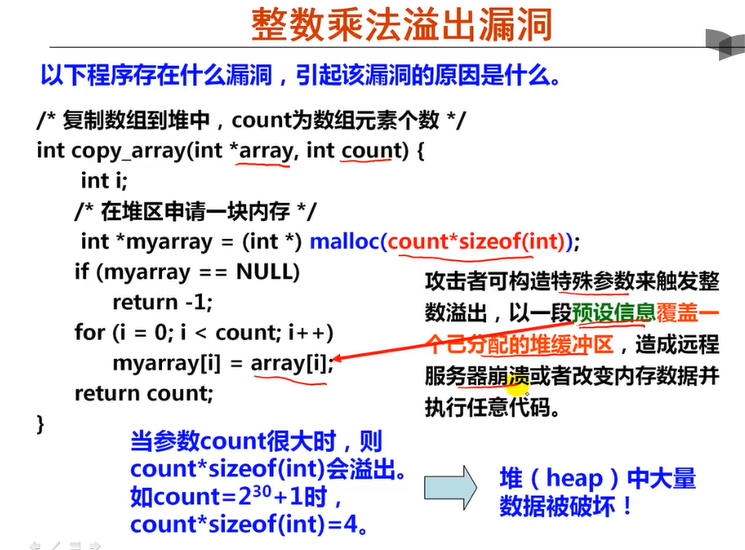 整数乘法溢出漏洞
以下程序存在什么漏洞，引起该漏洞的原因是什么。
/* 复制数组到堆中，count为数组元素个数 */
int copy_array(int *array, int count) {
int i;
/* 在堆区申请一块内存 */
int *myarray = (int *) malloc(count*sizeof(int));
if (myarray == NULL)
return -1;
for (i = 0; i < count; i++)
myarray[i] = array[i];
return count;
}
攻击者可构造特殊参数来触发整
数溢出，以一段预设信息覆盖一
个已分配的堆缓冲区，造成远程
服务器崩溃或者改变内存数据并
执行任意代码。
当参数count很大时，则
count*sizeof(int)会溢出。
如count=2³⁰+1时，
count*sizeof(int)=4。
堆（heap）中大量
数据被破坏！